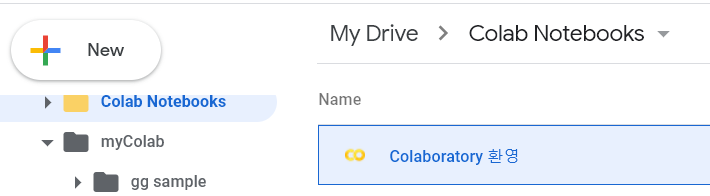 New
Colab Notebooks
myColab
gg sample
My Drive > Colab Notebooks
Name
Colaboratory 환영